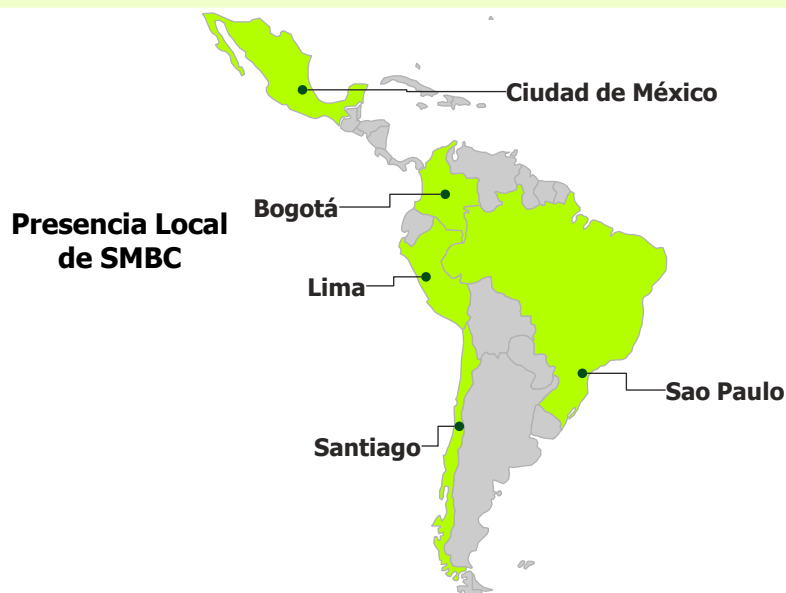 Ciudad de México
Bogotá
Presencia Local
de SMBC
Lima
Sao Paulo
Santiago